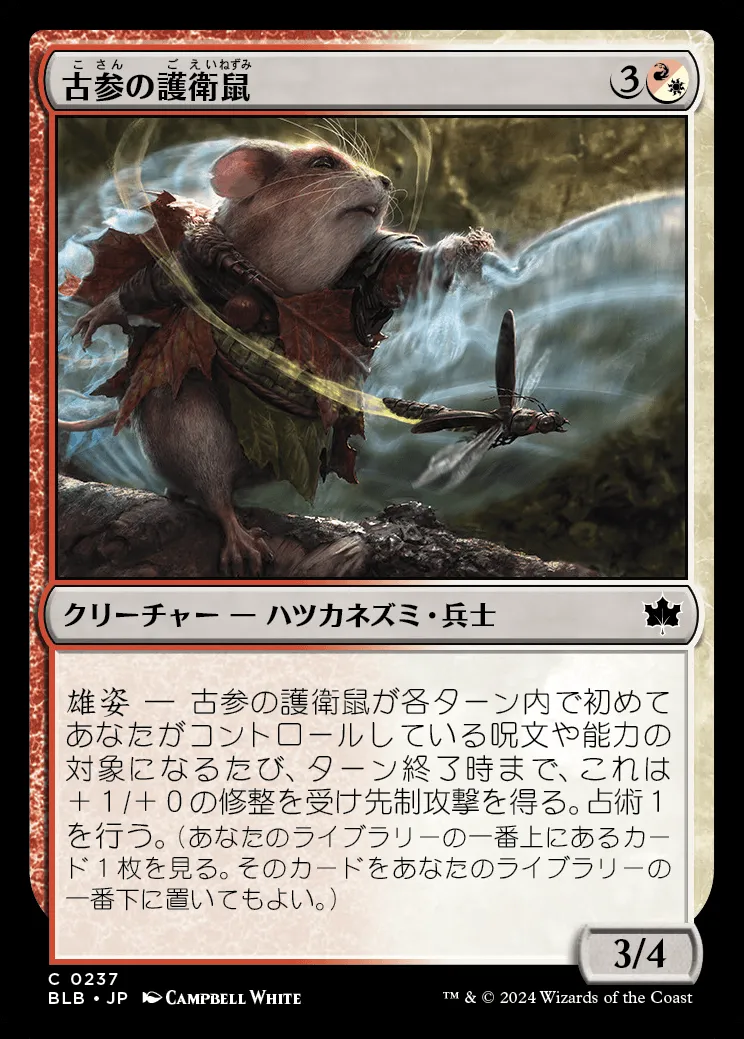 こさん ごえいねずみ
古参の護衛鼠 3
クリーチャー — ハツカネズミ・兵士
雄姿 — 古参の護衛鼠が各ターン内で初めて
あなたがコントロールしている呪文や能力の
対象になるたび、ターン終了時まで、これは
+1/+0の修整を受け先制攻撃を得る。占術1
を行う。(あなたのライブラリーの一番上にあるカー
ド1枚を見る。そのカードをあなたのライブラリーの
一番下に置いてもよい。)
3/4
C 0237
BLB • JP CAMPBELL WHITE
™ & © 2024 Wizards of the Coast